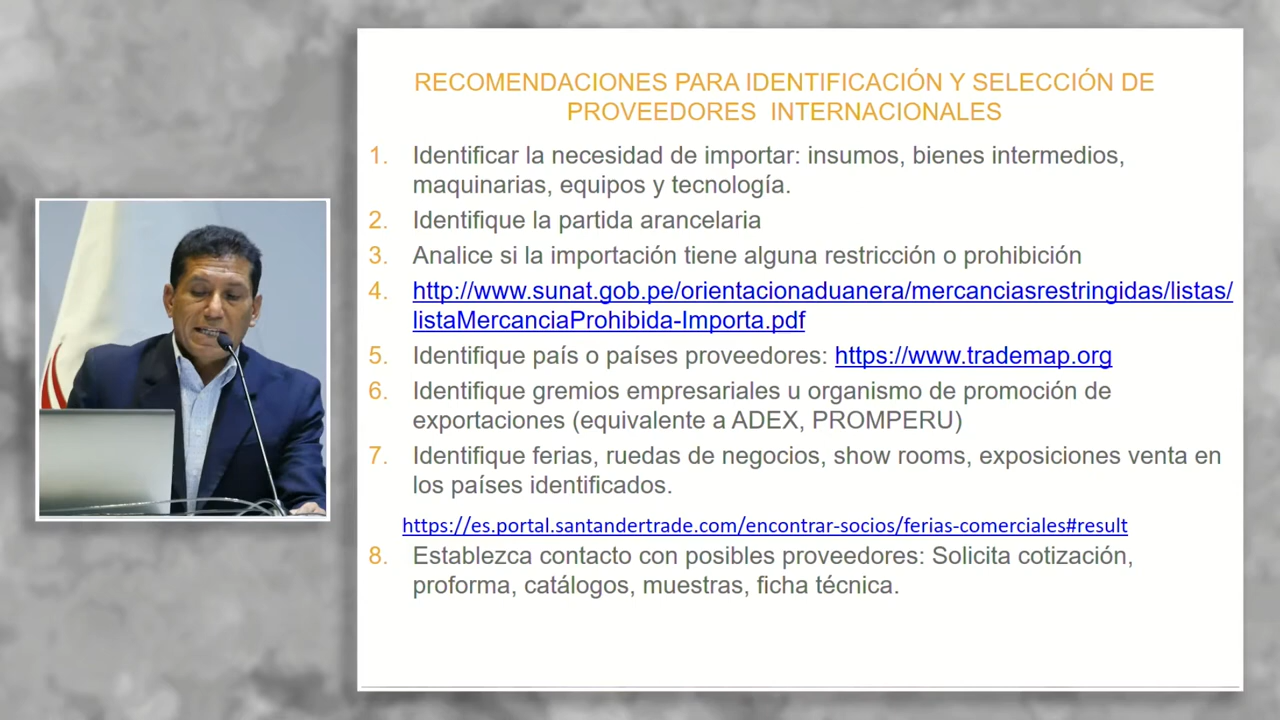 RECOMENDACIONES PARA IDENTIFICACIÓN Y SELECCIÓN DE
PROVEEDORES INTERNACIONALES
1. Identificar la necesidad de importar: insumos, bienes intermedios,
maquinarias, equipos y tecnología.
2. Identifique la partida arancelaria
3. Analice si la importación tiene alguna restricción o prohibición
4. http://www.sunat.gob.pe/orientacionaduanera/mercanciasrestringidas/listas/
listaMercanciaProhibida-Importa.pdf
5. Identifique país o países proveedores: https://www.trademap.org
6. Identifique gremios empresariales u organismo de promoción de
exportaciones (equivalente a ADEX, PROMPERU)
7. Identifique ferias, ruedas de negocios, show rooms, exposiciones venta en
los países identificados.
https://es.portal.santandertrade.com/encontrar-socios/ferias-comerciales#result
8. Establezca contacto con posibles proveedores: Solicita cotización,
proforma, catálogos, muestras, ficha técnica.